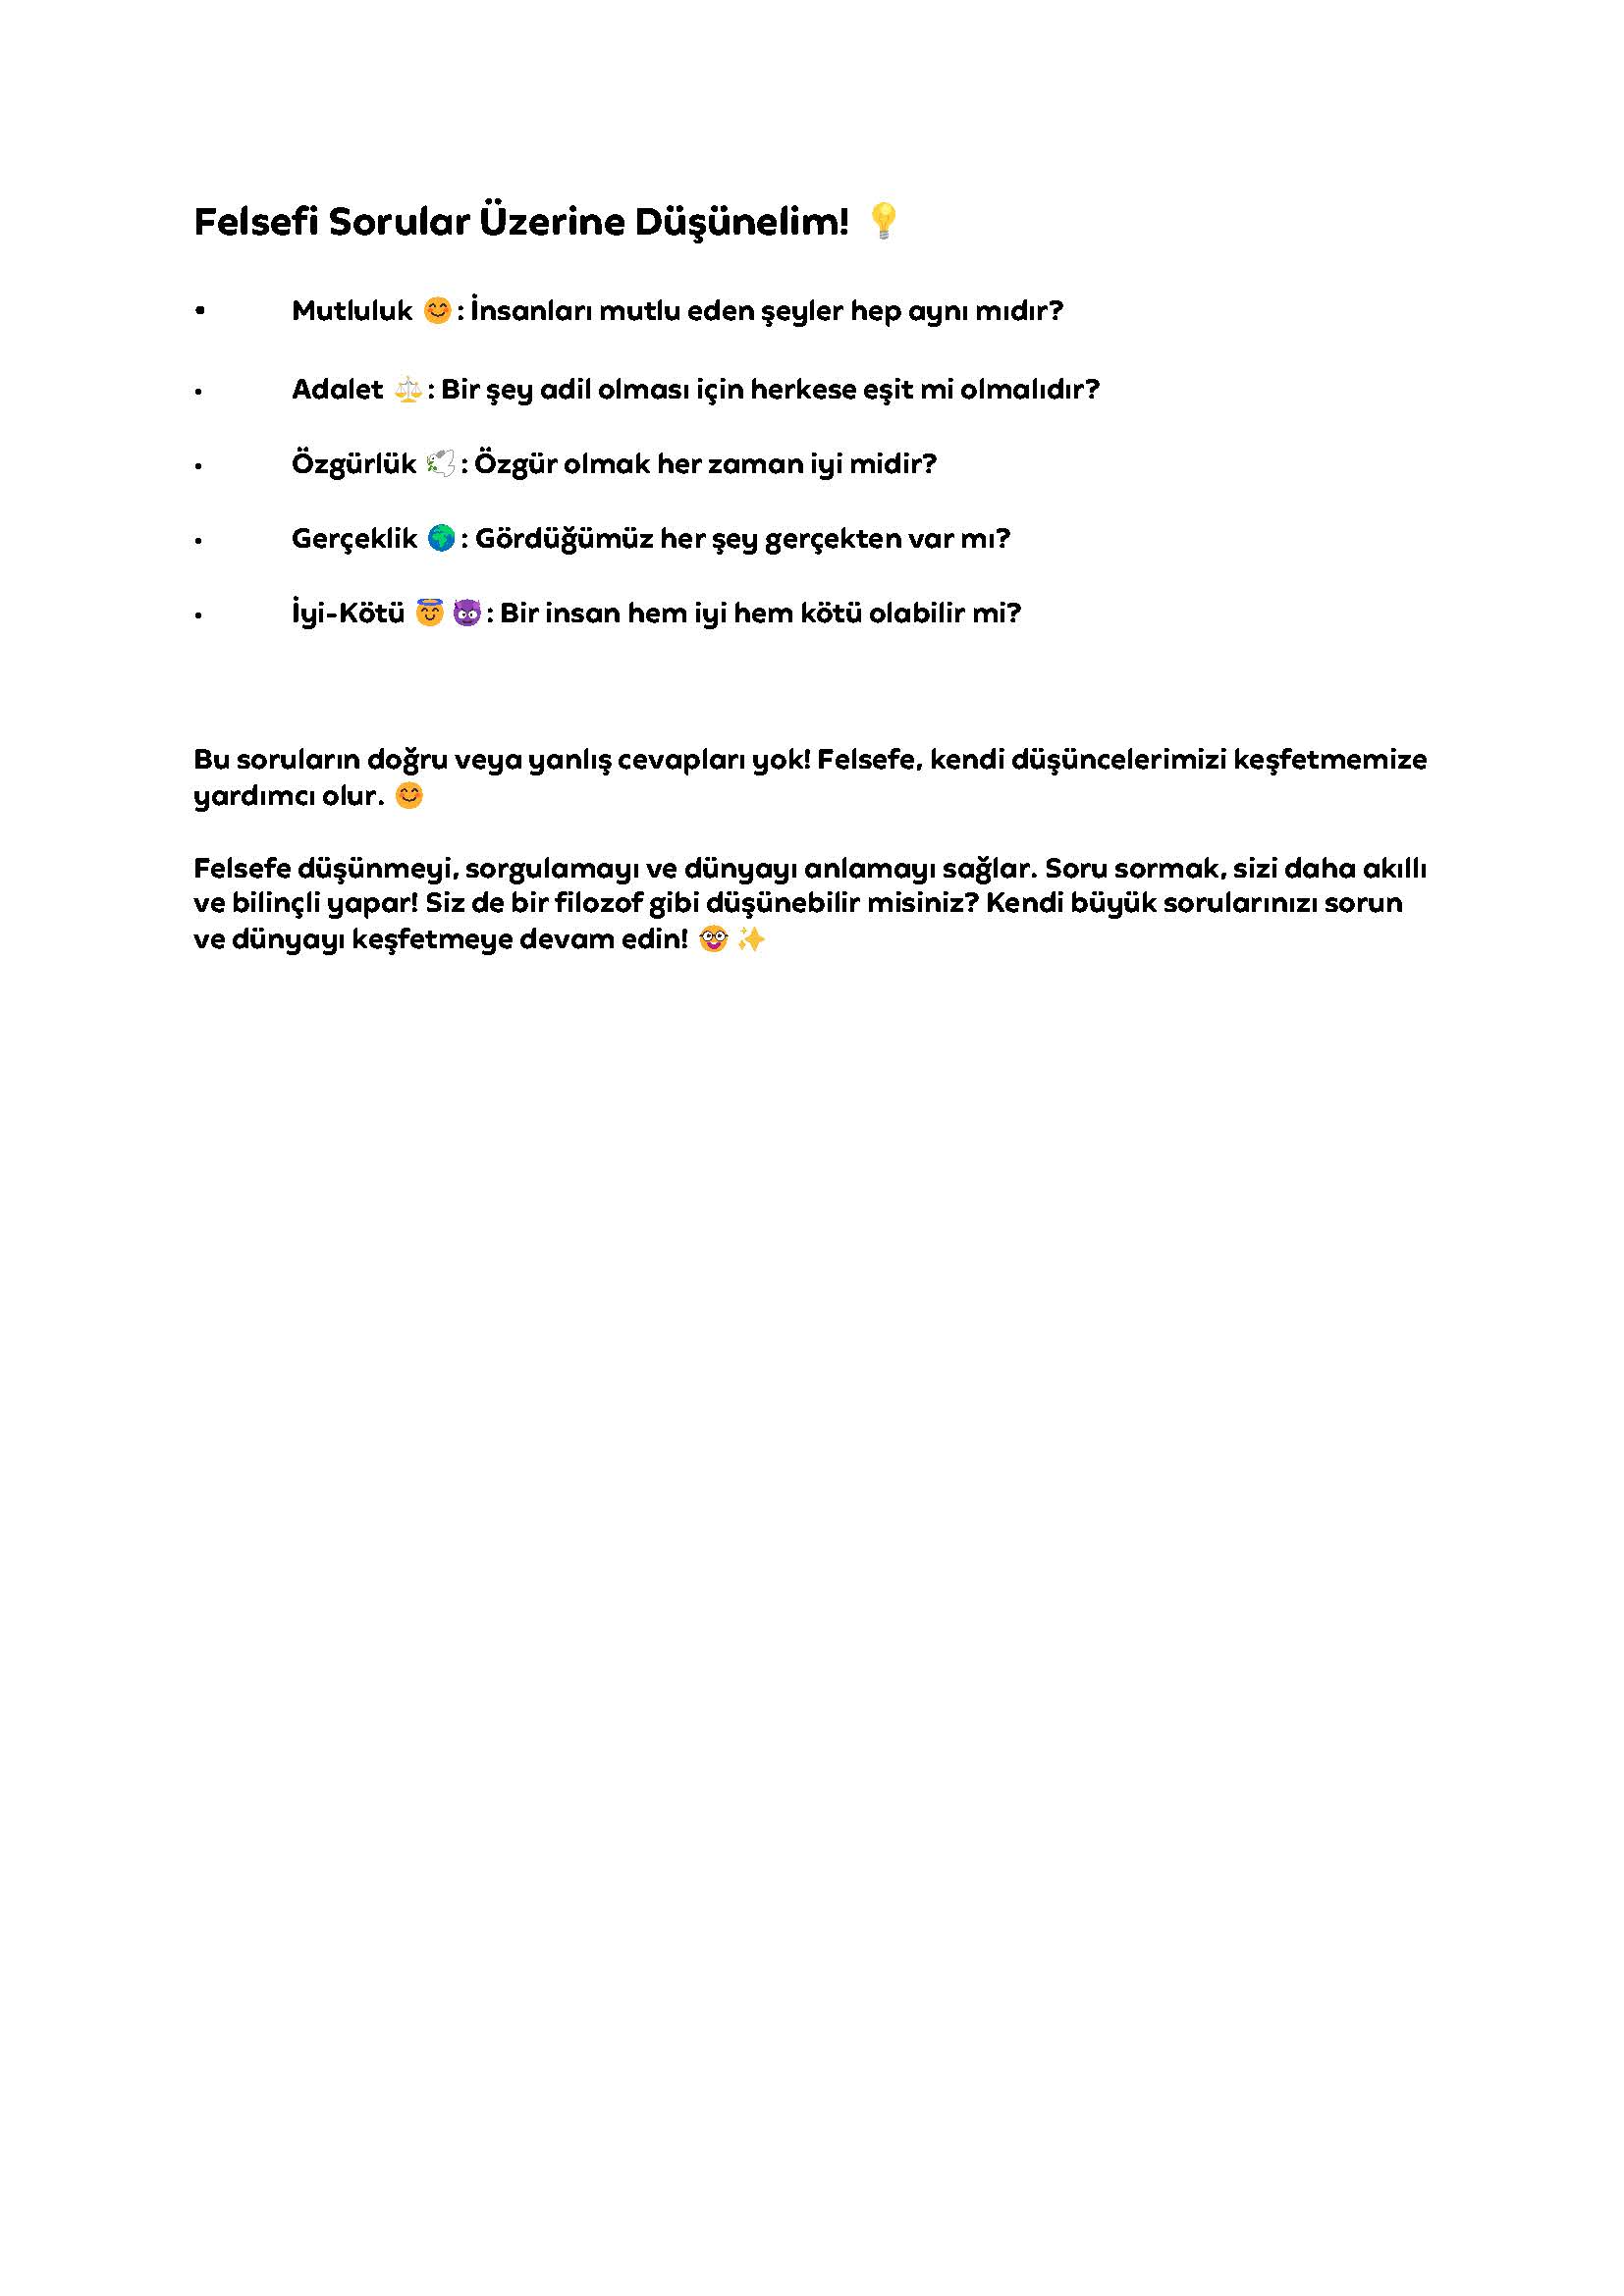 Felsefi Sorular Üzerine Düşünelim! 💡
• Mutluluk 😊: İnsanları mutlu eden şeyler hep aynı mıdır?
• Adalet ⚖️: Bir şey adil olması için herkese eşit mi olmalıdır?
• Özgürlük 🕊️: Özgür olmak her zaman iyi midir?
• Gerçeklik 🌍: Gördüğümüz her şey gerçekten var mı?
• İyi-Kötü 😇😈: Bir insan hem iyi hem kötü olabilir mi?
Bu soruların doğru veya yanlış cevapları yok! Felsefe, kendi düşüncelerimizi keşfetmemize
yardımcı olur. 😊
Felsefe düşünmeyi, sorgulamayı ve dünyayı anlamayı sağlar. Soru sormak, sizi daha akıllı
ve bilinçli yapar! Siz de bir filozof gibi düşünebilir misiniz? Kendi büyük sorularınızı sorun
ve dünyayı keşfetmeye devam edin! 🤓✨